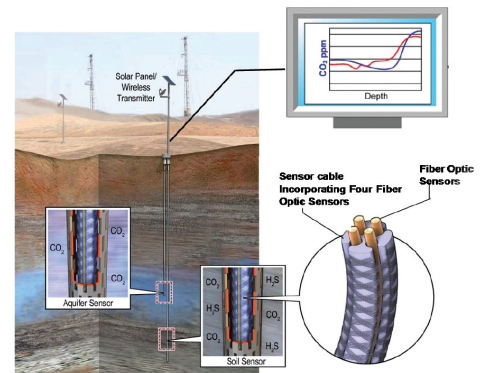 CO2 ppm
Depth
Solar Panel/
Wireless
Transmitter
Sensor cable
Incorporating Four Fiber
Optic Sensors
Fiber Optic
Sensors
CO2
CO2
CO2
Aquifer Sensor
CO2
H2S
CO2
H2S
CO2
H2S
Soil Sensor